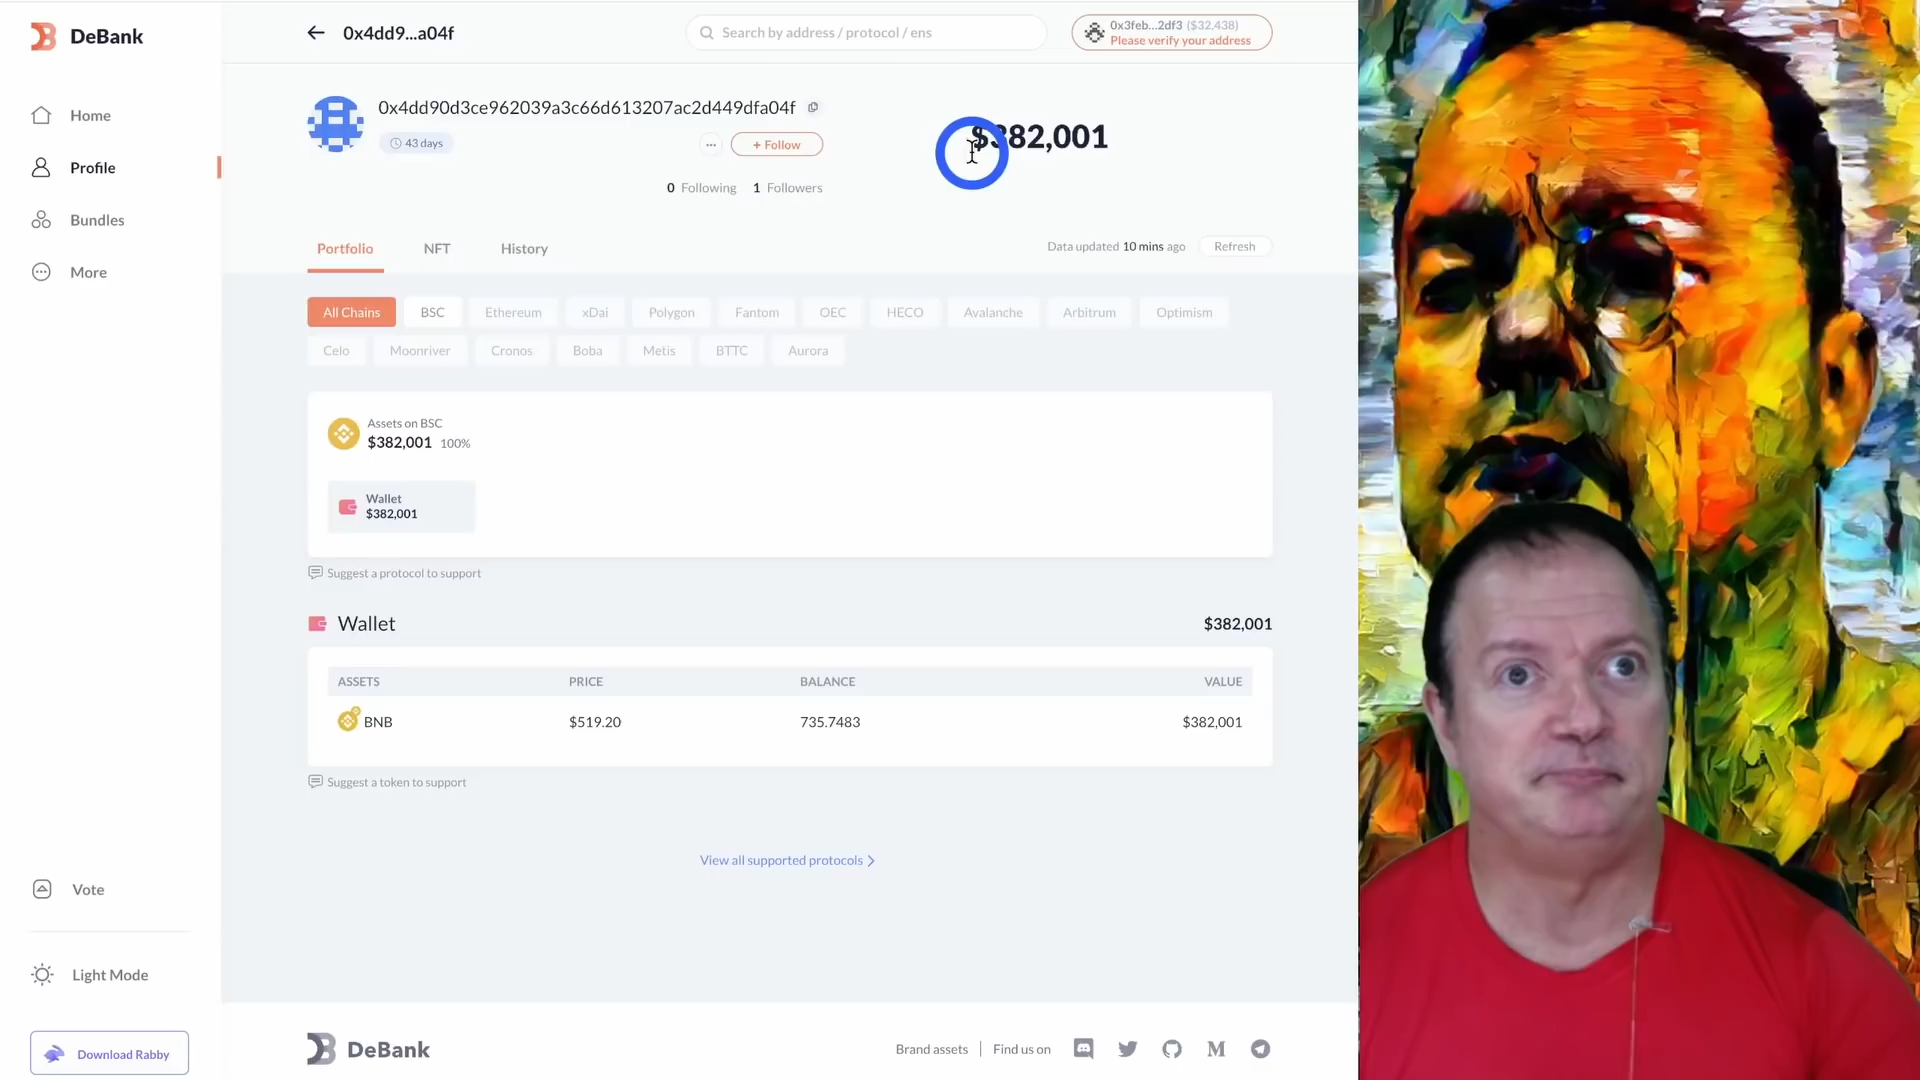 DeBank
0x4dd9...a04f
Search by address / protocol / ens
0x3feb...2df3 ($32,438)
Please verify your address
Home
Profile
Bundles
More
0x4dd90d3ce962039a3c66d613207ac2d449dfa04f
43 days
+ Follow
0 Following 1 Followers
$382,001
Portfolio NFT History
Data updated 10 mins ago Refresh
All Chains BSC Ethereum xDai Polygon Fantom OEC HECO Avalanche Arbitrum Optimism
Celo Moonriver Cronos Boba Metis BTTC Aurora
Assets on BSC
$382,001 100%
Wallet
$382,001
Suggest a protocol to support
Wallet $382,001
ASSETS PRICE BALANCE VALUE
BNB $519.20 735.7483 $382,001
Suggest a token to support
View all supported protocols
Vote
Light Mode
Download Rabby
DeBank
Brand assets | Find us on